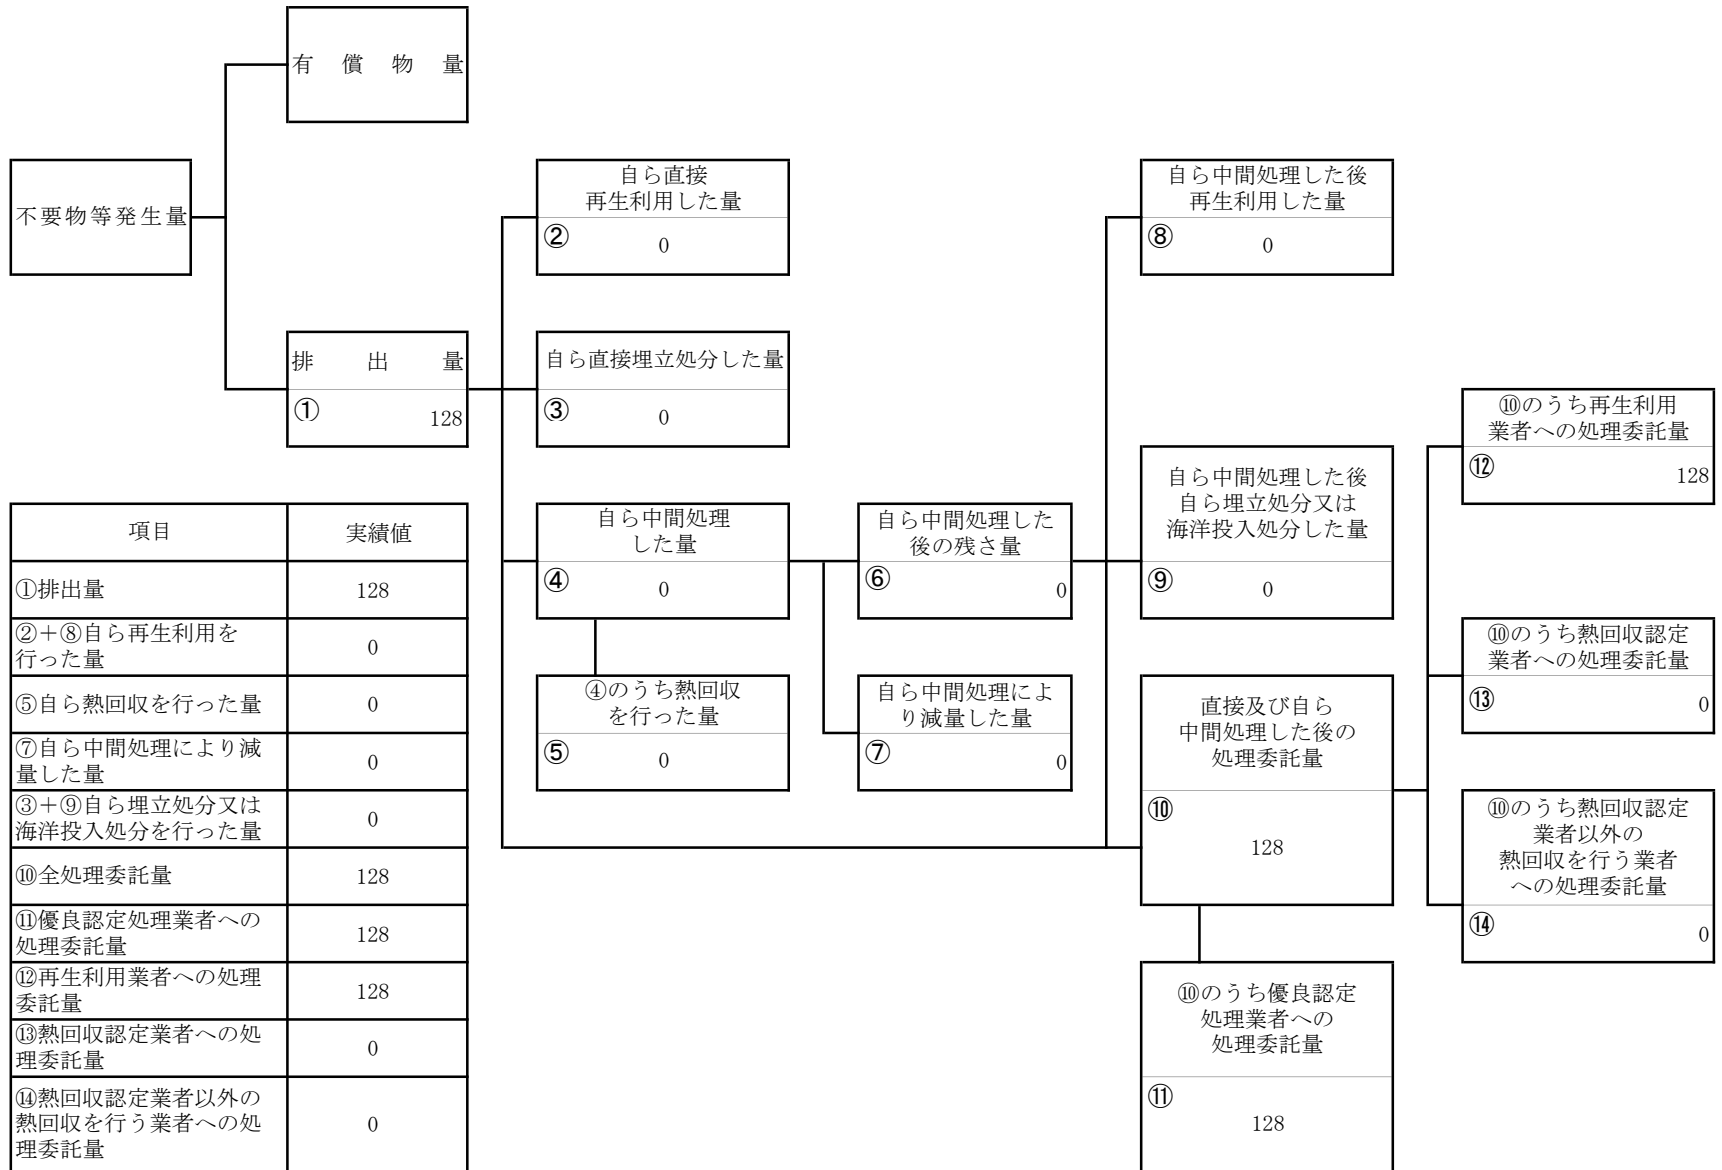 有償物量
不要物等発生量
排出量
① 128
自ら直接
再生利用した量
② 0
自ら直接埋立処分した量
③ 0
自ら中間処理
した量
④ 0
④のうち熱回収
を行った量
⑤ 0
自ら中間処理した
後の残さ量
⑥ 0
自ら中間処理によ
り減量した量
⑦ 0
自ら中間処理した後
再生利用した量
⑧ 0
自ら中間処理した後
自ら埋立処分又は
海洋投入処分した量
⑨ 0
直接及び自ら
中間処理した後の
処理委託量
⑩
128
⑩のうち優良認定
処理業者への
処理委託量
⑪
128
⑩のうち再生利用
業者への処理委託量
⑫ 128
⑩のうち熱回収認定
業者への処理委託量
⑬ 0
⑩のうち熱回収認定
業者以外の
熱回収を行う業者
への処理委託量
⑭ 0
項目 実績値
①排出量 128
②+⑧自ら再生利用を
行った量 0
⑤自ら熱回収を行った量 0
⑦自ら中間処理により減
量した量 0
③+⑨自ら埋立処分又は
海洋投入処分を行った量 0
⑩全処理委託量 128
⑪優良認定処理業者への
処理委託量 128
⑫再生利用業者への処理
委託量 128
⑬熱回収認定業者への処
理委託量 0
⑭熱回収認定業者以外の
熱回収を行う業者への処
理委託量 0